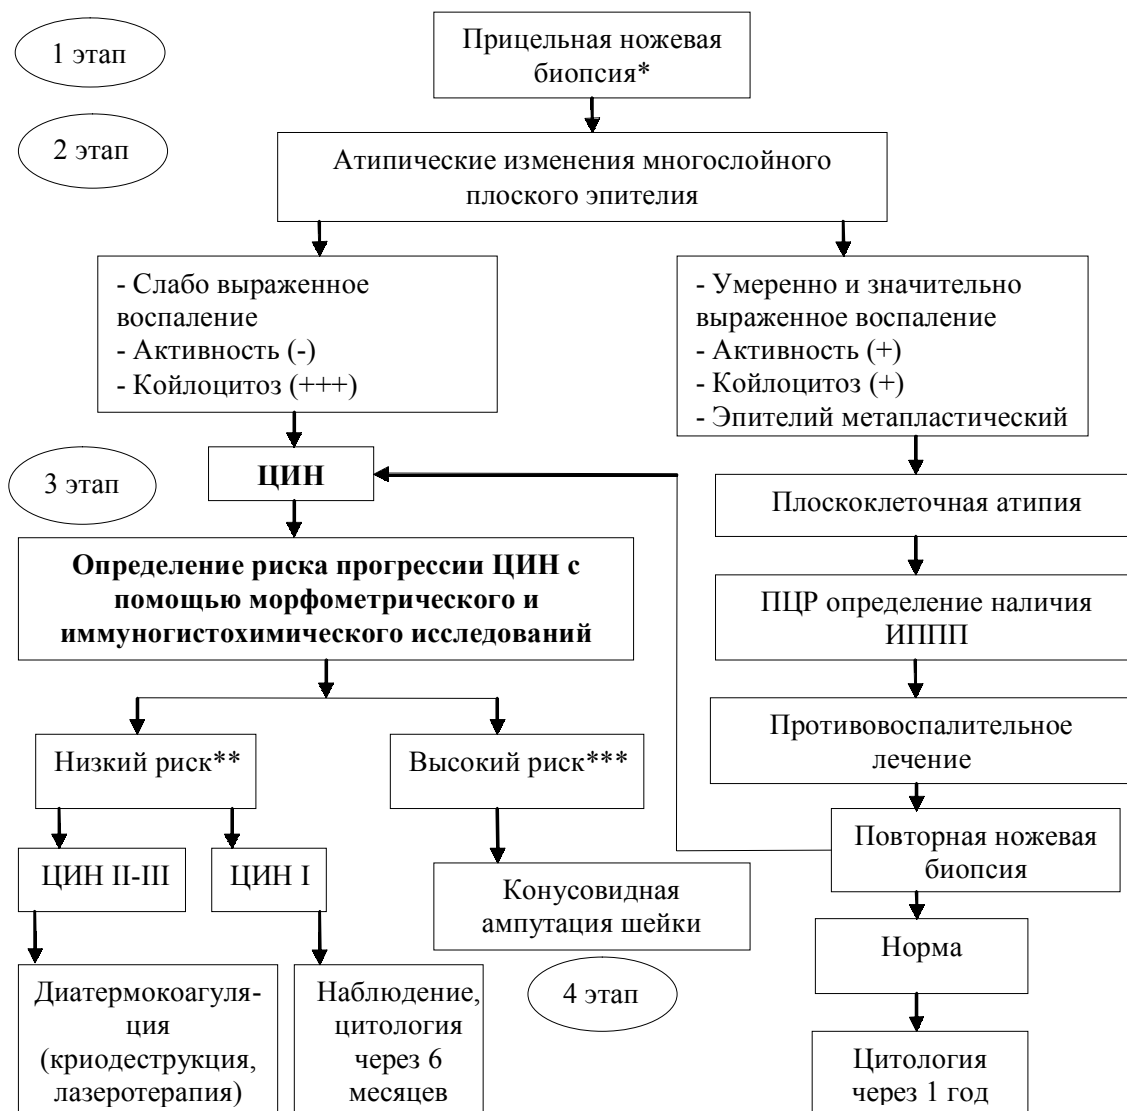 1 этап
Прицельная ножевая
биопсия*
2 этап
Атипические изменения многослойного
плоского эпителия
- Слабо выраженное
воспаление
- Активность (-)
- Койлоцитоз (+++)
- Умеренно и значительно
выраженное воспаление
- Активность (+)
- Койлоцитоз (+)
- Эпителий метапластический
3 этап
ЦИН
Плоскоклеточная атипия
Определение риска прогрессии ЦИН с
помощью морфометрического и
иммуногистохимического исследований
ПЦР определение наличия
ИППП
Низкий риск**
Высокий риск***
Противовоспалительное
лечение
Повторная ножевая
биопсия
ЦИН II-III
ЦИН I
Конусовидная
ампутация шейки
Норма
4 этап
Диатермокоагуля-
ция
(криодеструкция,
лазеротерапия)
Наблюдение,
цитология
через 6
месяцев
Цитология
через 1 год